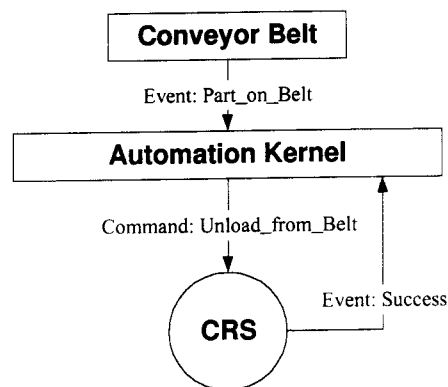 Conveyor Belt
Event: Part_on_Belt
Automation Kernel
Command: Unload_from_Belt
Event: Success
CRS